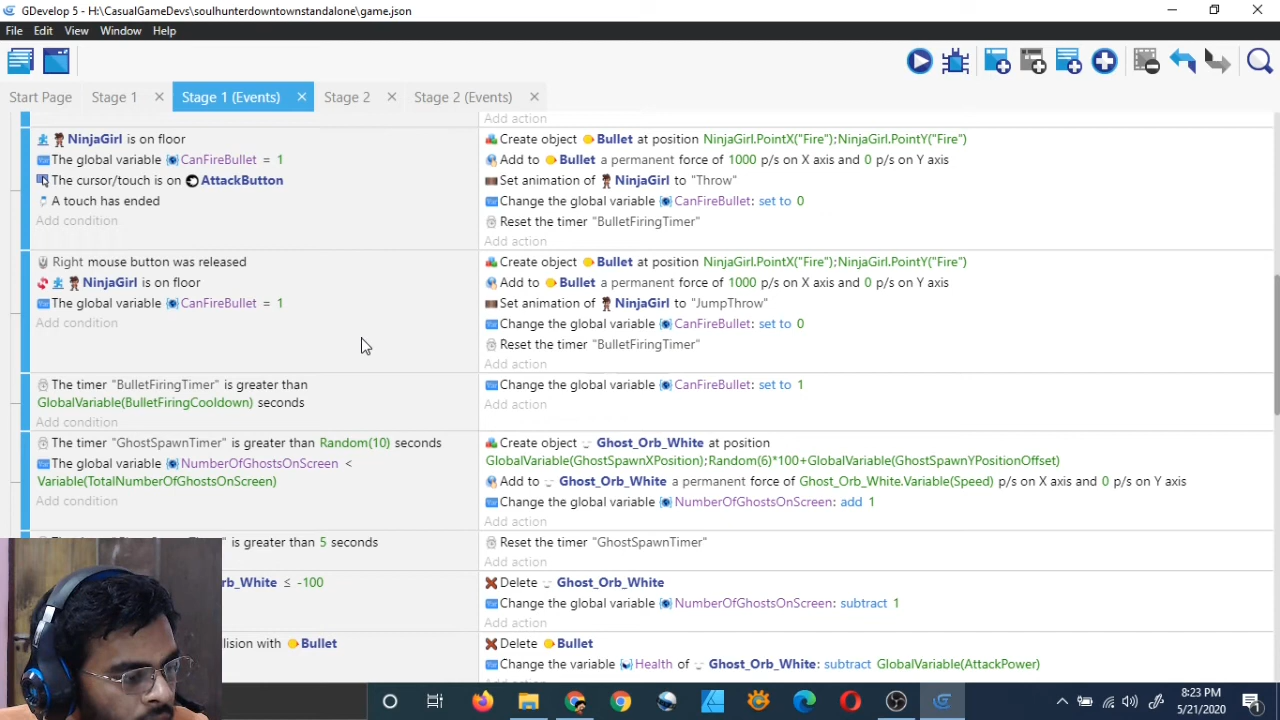 GDevelop 5 - H:\CasualGameDevs\soulhunterdowntownstandalone\game.json
File Edit View Window Help
Start Page Stage 1 × Stage 1 (Events) × Stage 2 × Stage 2 (Events) ×
Add action
NinjaGirl is on floor
The global variable CanFireBullet = 1
The cursor/touch is on AttackButton
A touch has ended
Add condition
Create object Bullet at position NinjaGirl.PointX("Fire");NinjaGirl.PointY("Fire")
Add to Bullet a permanent force of 1000 p/s on X axis and 0 p/s on Y axis
Set animation of NinjaGirl to "Throw"
Change the global variable CanFireBullet: set to 0
Reset the timer "BulletFiringTimer"
Add action
Right mouse button was released
NinjaGirl is on floor
The global variable CanFireBullet = 1
Add condition
Create object Bullet at position NinjaGirl.PointX("Fire");NinjaGirl.PointY("Fire")
Add to Bullet a permanent force of 1000 p/s on X axis and 0 p/s on Y axis
Set animation of NinjaGirl to "JumpThrow"
Change the global variable CanFireBullet: set to 0
Reset the timer "BulletFiringTimer"
Add action
The timer "BulletFiringTimer" is greater than
GlobalVariable(BulletFiringCooldown) seconds
Add condition
Change the global variable CanFireBullet: set to 1
Add action
The timer "GhostSpawnTimer" is greater than Random(10) seconds
The global variable NumberOfGhostsOnScreen <
Variable(TotalNumberOfGhostsOnScreen)
Add condition
Create object Ghost_Orb_White at position
GlobalVariable(GhostSpawnXPosition);Random(6)*100+GlobalVariable(GhostSpawnYPositionOffset)
Add to Ghost_Orb_White a permanent force of Ghost_Orb_White.Variable(Speed) p/s on X axis and 0 p/s on Y axis
Change the global variable NumberOfGhostsOnScreen: add 1
Add action
is greater than 5 seconds
Reset the timer "GhostSpawnTimer"
Add action
rb_White ≤ -100
Delete Ghost_Orb_White
Change the global variable NumberOfGhostsOnScreen: subtract 1
Add action
lision with Bullet
Delete Bullet
Change the variable Health of Ghost_Orb_White: subtract GlobalVariable(AttackPower)
8:23 PM
5/21/2020
1